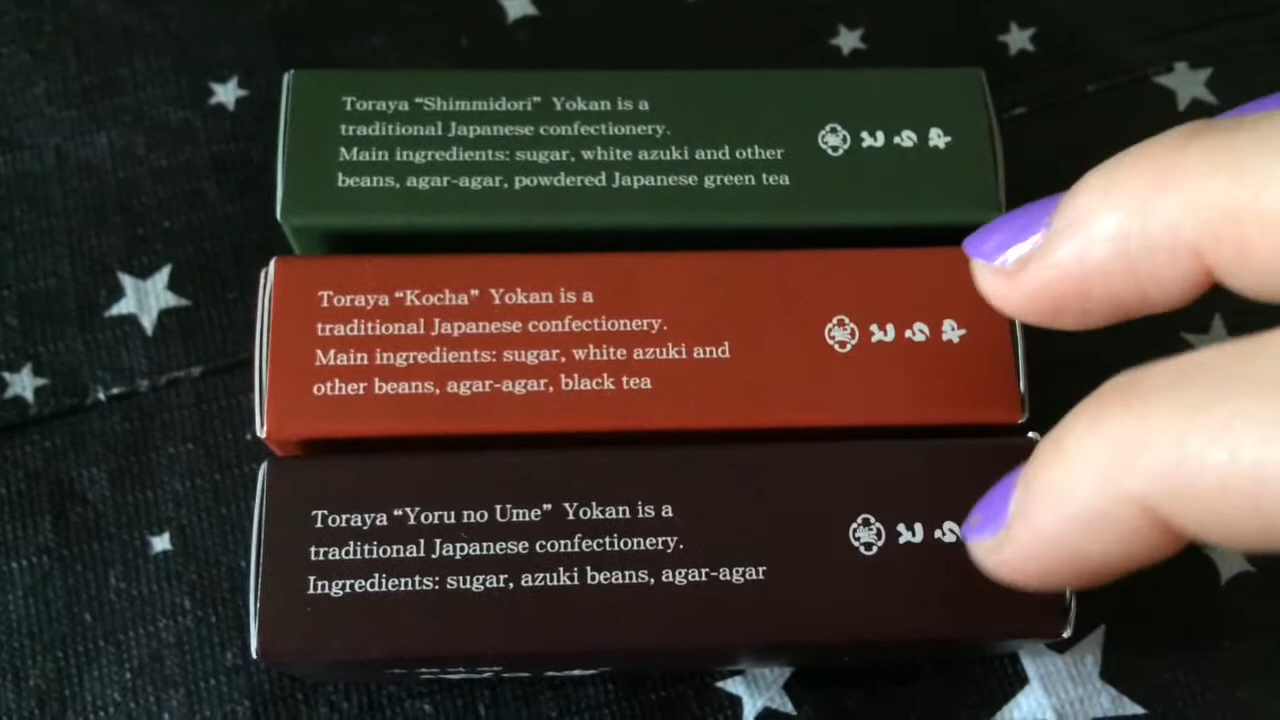 Toraya “Shimmidori” Yokan is a
traditional Japanese confectionery.
Main ingredients: sugar, white azuki and other
beans, agar-agar, powdered Japanese green tea
Toraya “Kocha” Yokan is a
traditional Japanese confectionery.
Main ingredients: sugar, white azuki and
other beans, agar-agar, black tea
Toraya “Yoru no Ume” Yokan is a
traditional Japanese confectionery.
Ingredients: sugar, azuki beans, agar-agar